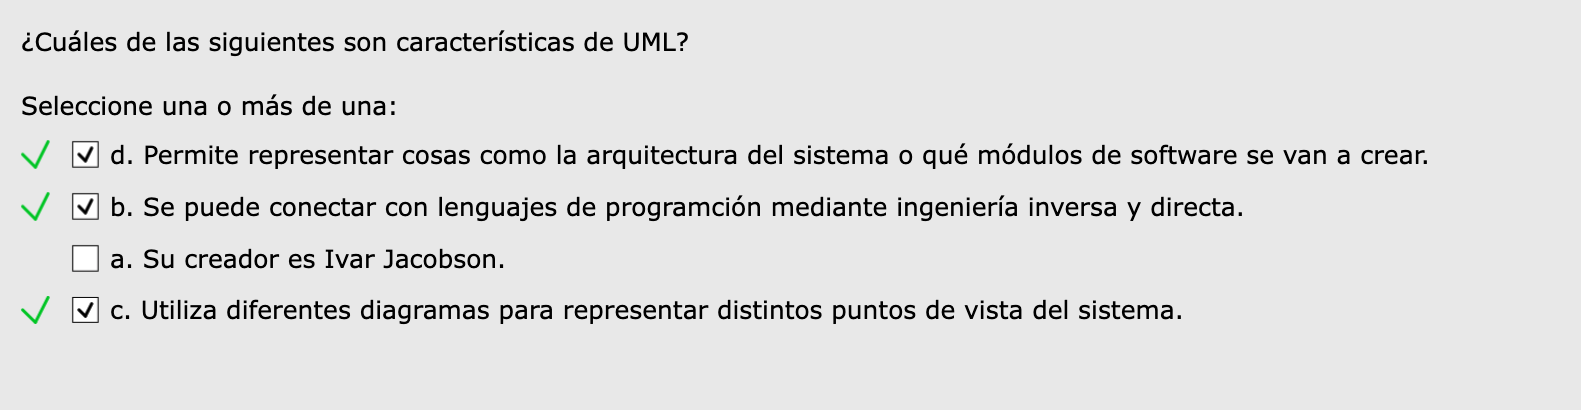 ¿Cuáles de las siguientes son características de UML?
Seleccione una o más de una:
d. Permite representar cosas como la arquitectura del sistema o qué módulos de software se van a crear.
b. Se puede conectar con lenguajes de programción mediante ingeniería inversa y directa.
a. Su creador es Ivar Jacobson.
c. Utiliza diferentes diagramas para representar distintos puntos de vista del sistema.